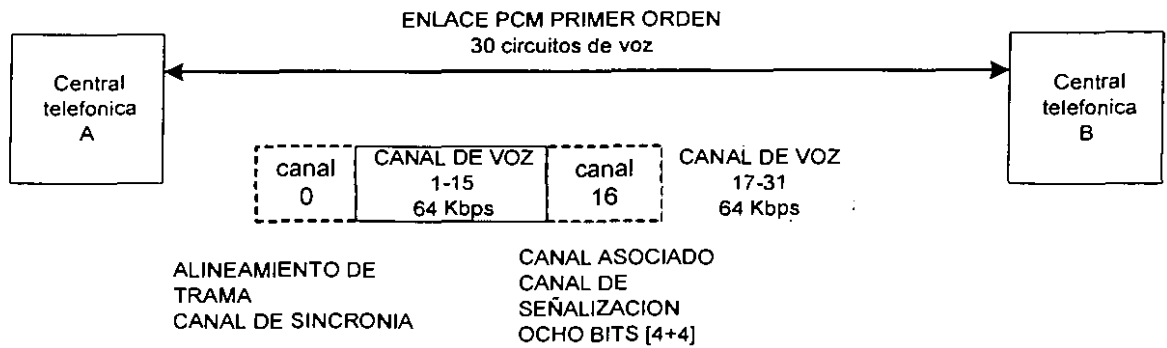 ENLACE PCM PRIMER ORDEN
30 circuitos de voz
Central
telefonica
A
Central
telefonica
B
canal
0
CANAL DE VOZ
1-15
64 Kbps
canal
16
CANAL DE VOZ
17-31
64 Kbps
ALINEAMIENTO DE
TRAMA
CANAL DE SINCRONIA
CANAL ASOCIADO
CANAL DE
SEÑALIZACION
OCHO BITS [4+4]